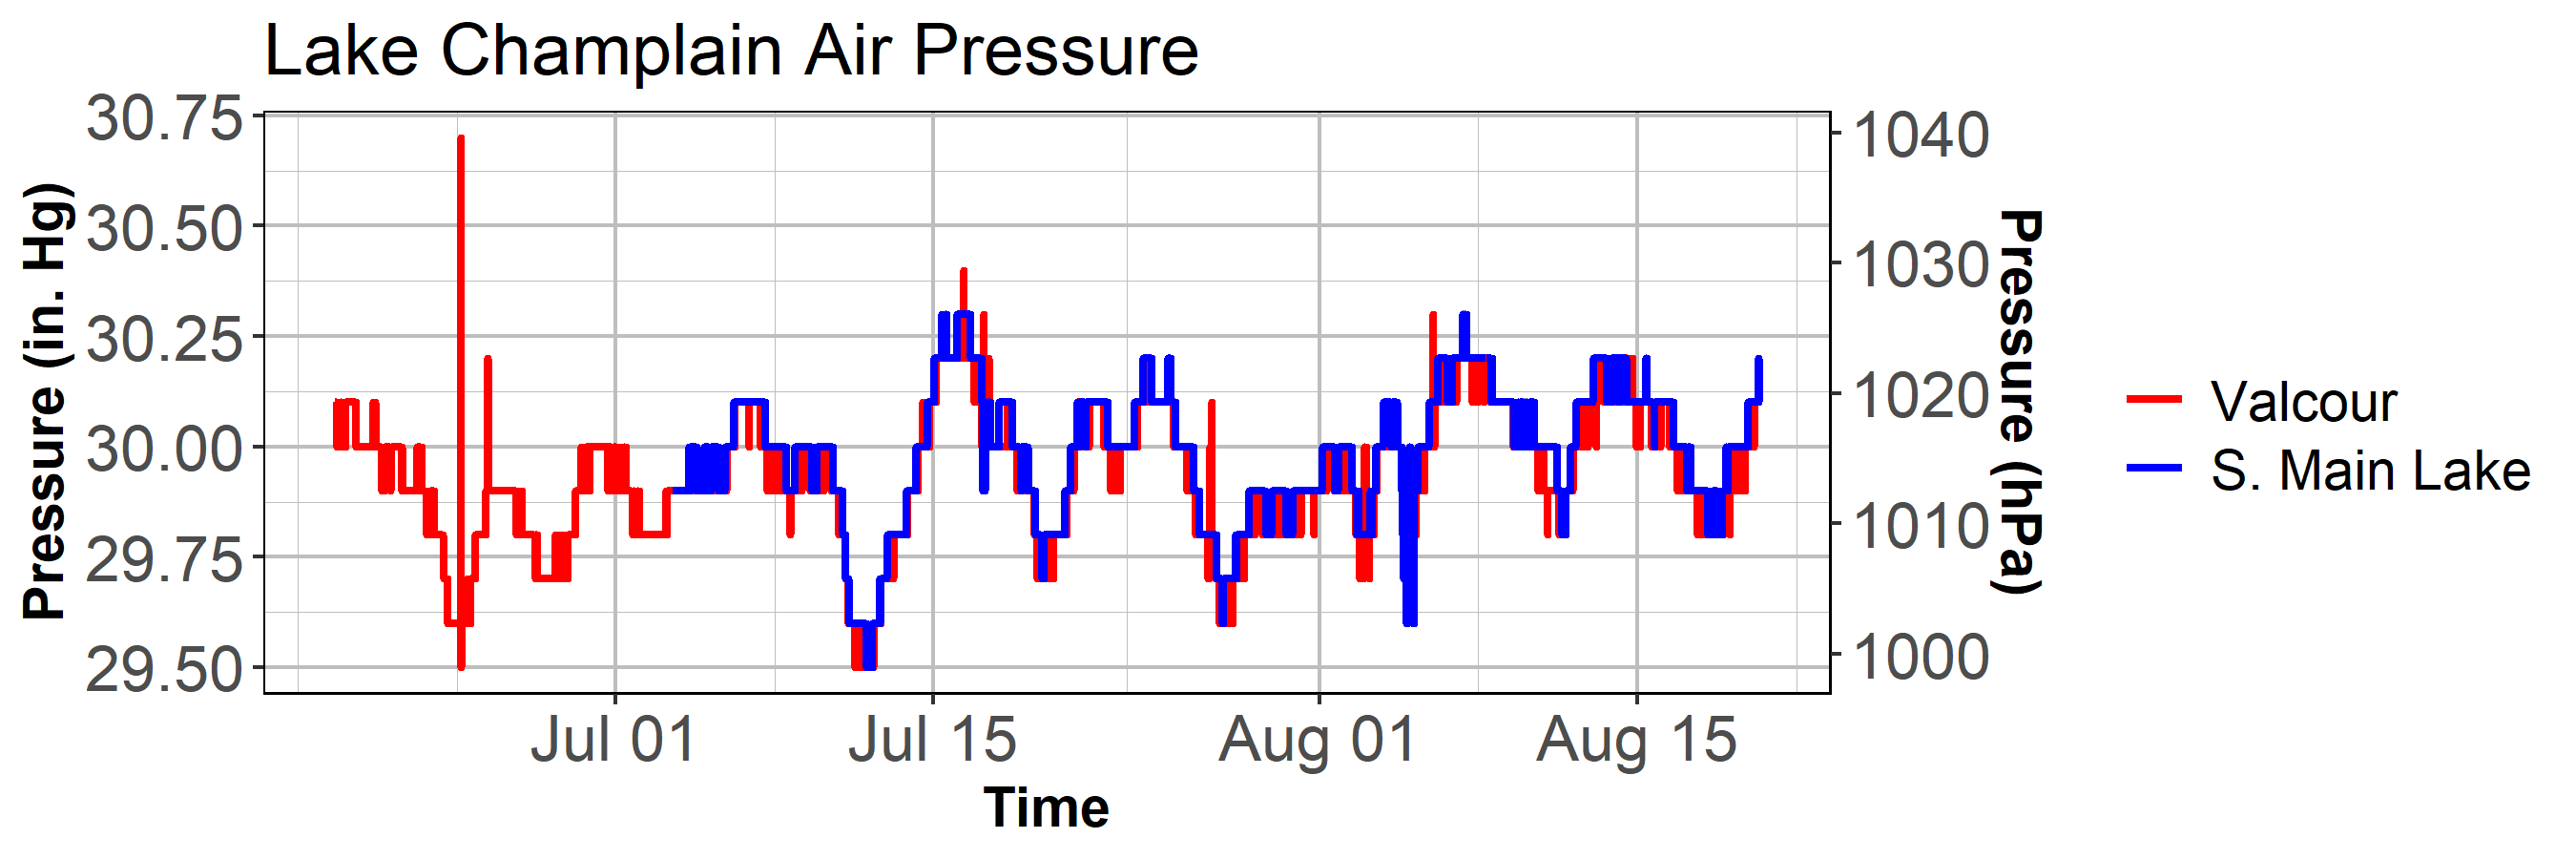 Lake Champlain Air Pressure
Pressure (in. Hg)
30.75
30.50
30.25
30.00
29.75
29.50
1040
1030
1020
1010
1000
Pressure (hPa)
Jul 01 Jul 15 Aug 01 Aug 15
Time
Valcour
S. Main Lake